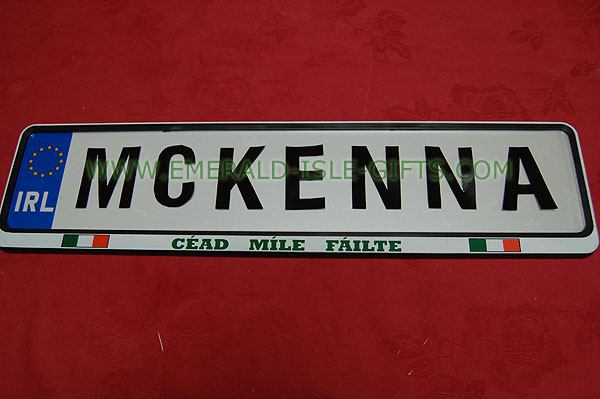 MCKENNA
WWW.EMERALD-ISLE-GIFTS.COM
IRL
CÉAD MÍLE FÁILTE